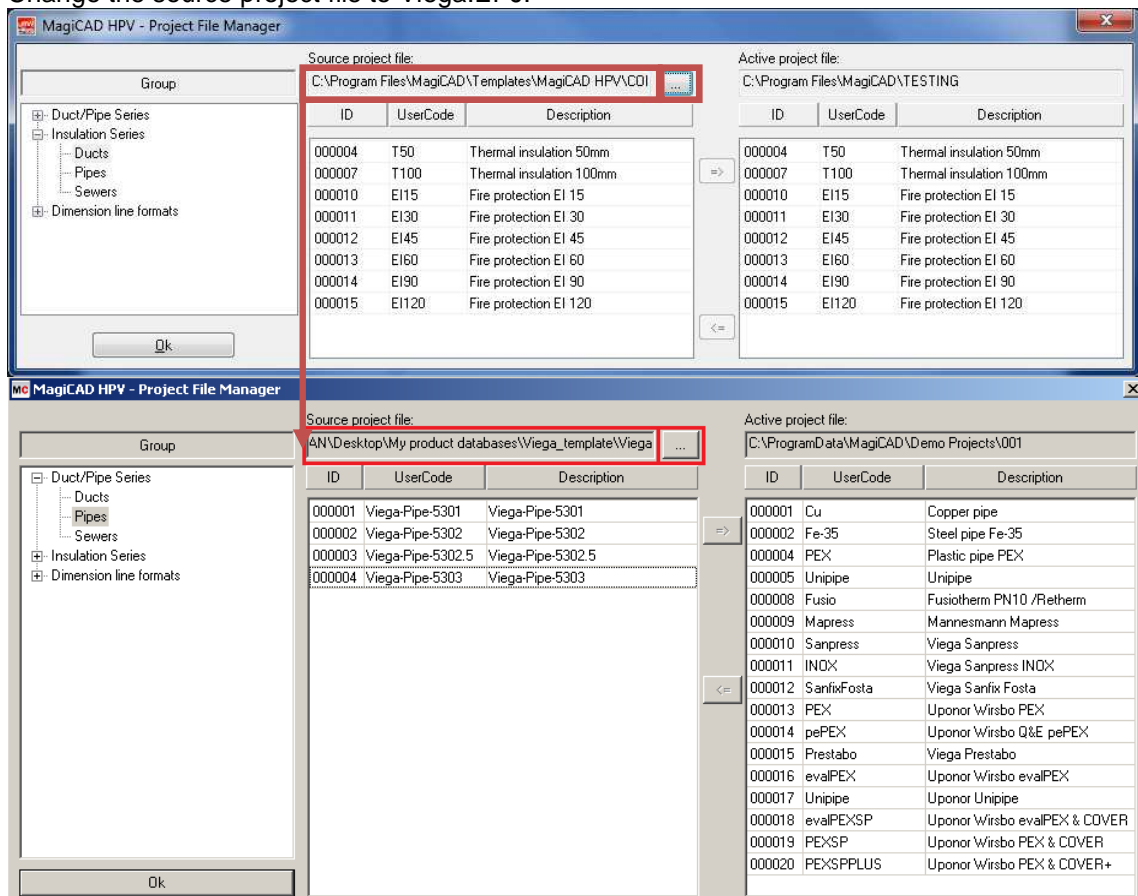 MagiCAD HPV - Project File Manager
Source project file:
Active project file:
Group
C:\Program Files\MagiCAD\Templates\MagiCAD HPV\COI
...
C:\Program Files\MagiCAD\TESTING
ID UserCode Description
ID UserCode Description
Duct/Pipe Series
Insulation Series
Ducts
Pipes
Sewers
Dimension line formats
000004 T50 Thermal insulation 50mm
000007 T100 Thermal insulation 100mm
000010 EI15 Fire protection EI 15
000011 EI30 Fire protection EI 30
000012 EI45 Fire protection EI 45
000013 EI60 Fire protection EI 60
000014 EI90 Fire protection EI 90
000015 EI120 Fire protection EI 120
=>
<=
000004 T50 Thermal insulation 50mm
000007 T100 Thermal insulation 100mm
000010 EI15 Fire protection EI 15
000011 EI30 Fire protection EI 30
000012 EI45 Fire protection EI 45
000013 EI60 Fire protection EI 60
000014 EI90 Fire protection EI 90
000015 EI120 Fire protection EI 120
Ok
MC MagiCAD HPV - Project File Manager
Source project file:
Active project file:
Group
AN\Desktop\My product databases\Viega_template\Viega
...
C:\ProgramData\MagiCAD\Demo Projects\001
ID UserCode Description
ID UserCode Description
Duct/Pipe Series
Ducts
Pipes
Sewers
Insulation Series
Dimension line formats
000001 Viega-Pipe-5301 Viega-Pipe-5301
000002 Viega-Pipe-5302 Viega-Pipe-5302
000003 Viega-Pipe-5302.5 Viega-Pipe-5302.5
000004 Viega-Pipe-5303 Viega-Pipe-5303
=>
<=
000001 Cu Copper pipe
000002 Fe-35 Steel pipe Fe-35
000004 PEX Plastic pipe PEX
000005 Unipipe Unipipe
000008 Fusio Fusiotherm PN10 /Retherm
000009 Mapress Mannesmann Mapress
000010 Sanpress Viega Sanpress
000011 INOX Viega Sanpress INOX
000012 SanfixFosta Viega Sanfix Fosta
000013 PEX Uponor Wirsbo PEX
000014 pePEX Uponor Wirsbo Q&E pePEX
000015 Prestabo Viega Prestabo
000016 evalPEX Uponor Wirsbo evalPEX
000017 Unipipe Uponor Unipipe
000018 evalPEXSP Uponor Wirsbo evalPEX & COVER
000019 PEXSP Uponor Wirsbo PEX & COVER
000020 PEXSPPLUS Uponor Wirsbo PEX & COVER+
Ok